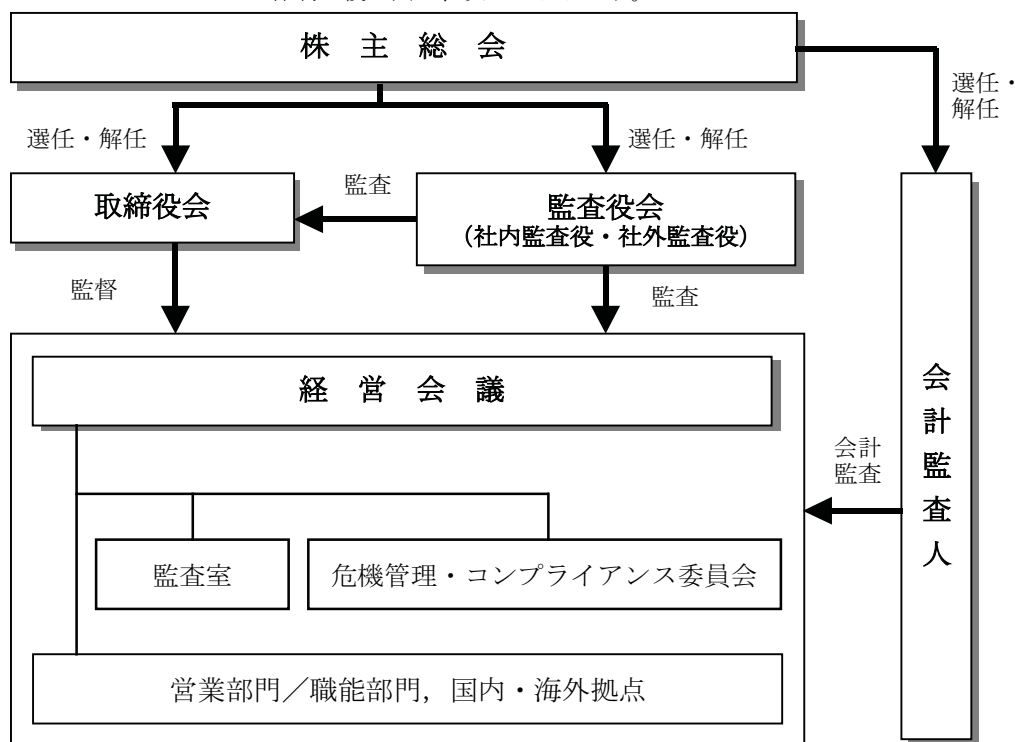 株主総会
選任・
解任
選任・解任
選任・解任
取締役会
監査
監査役会
(社内監査役・社外監査役)
監督
監査
経営会議
会計監査人
会計
監査
監査室
危機管理・コンプライアンス委員会
営業部門／職能部門，国内・海外拠点